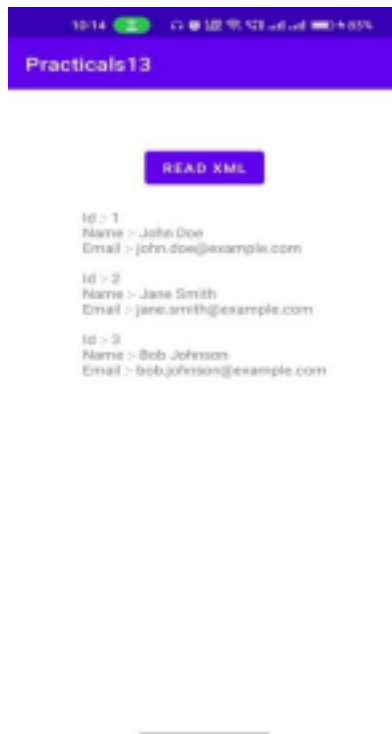 10:14 83%
Practicals13
READ XML
Id :- 1
Name :- John Doe
Email :- john.doe@example.com
Id :- 2
Name :- Jane Smith
Email :- jane.smith@example.com
Id :- 3
Name :- Bob Johnson
Email :- bob.johnson@example.com